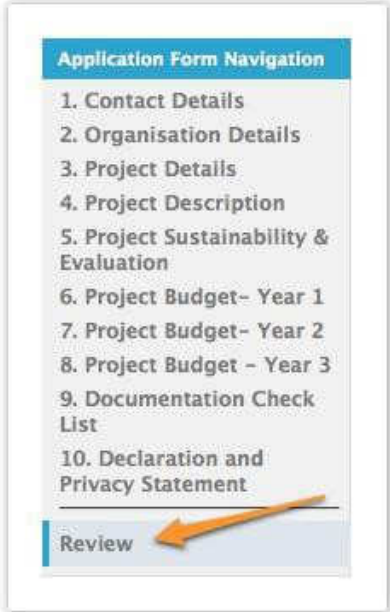 Application Form Navigation
1. Contact Details
2. Organisation Details
3. Project Details
4. Project Description
5. Project Sustainability &
Evaluation
6. Project Budget– Year 1
7. Project Budget– Year 2
8. Project Budget – Year 3
9. Documentation Check
List
10. Declaration and
Privacy Statement
Review